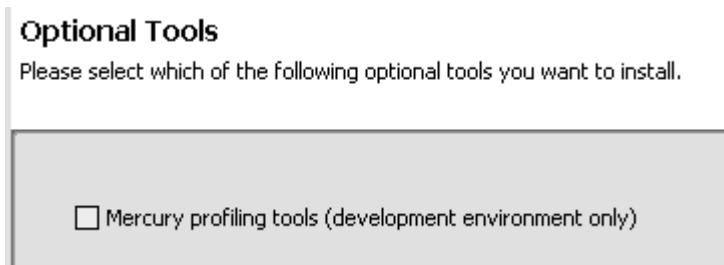 Optional Tools
Please select which of the following optional tools you want to install.
Mercury profiling tools (development environment only)